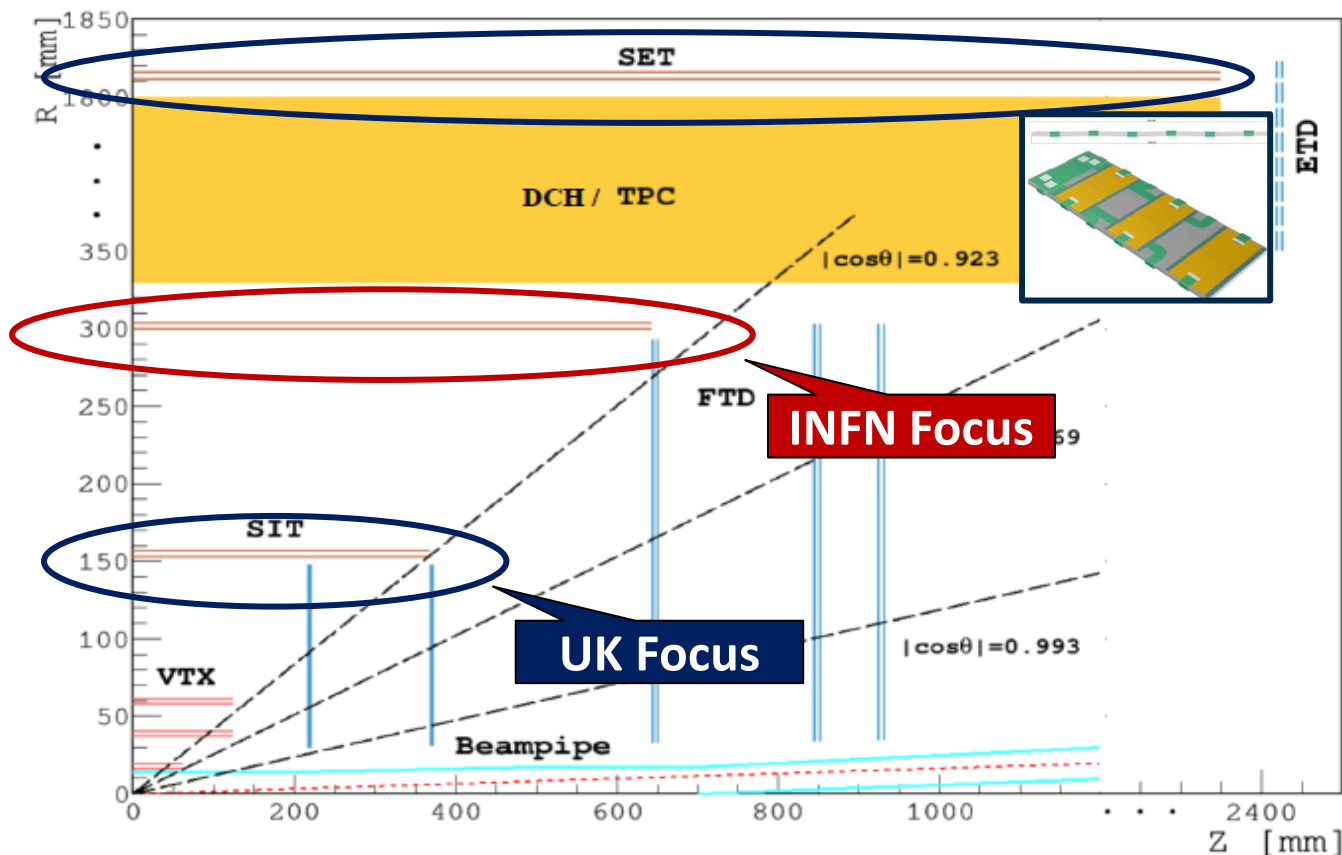 1850
SET
R [mm]
1800
ETD
DCH / TPC
350
|cosθ|=0.923
300
250
FTD
INFN Focus
69
200
SIT
150
100
UK Focus
|cosθ|=0.993
VTX
50
Beampipe
0
0 200 400 600 800 1000 2400
Z [mm]